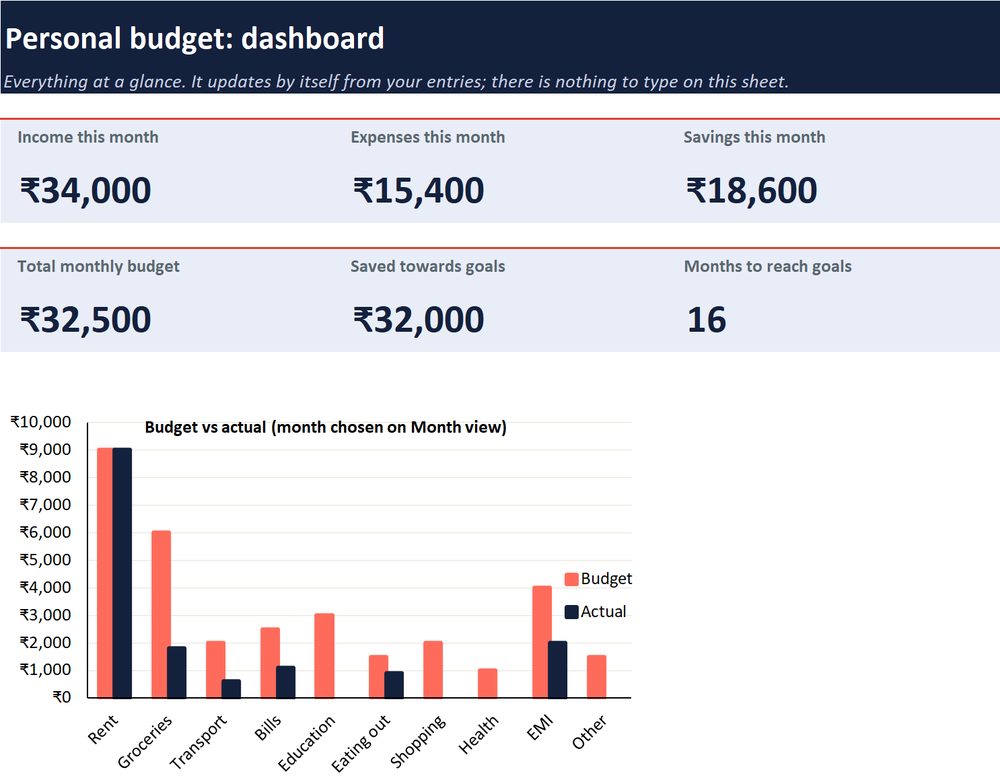 Personal budget: dashboard
Everything at a glance. It updates by itself from your entries; there is nothing to type on this sheet.
Income this month
Expenses this month
Savings this month
₹34,000
₹15,400
₹18,600
Total monthly budget
Saved towards goals
Months to reach goals
₹32,500
₹32,000
16
Budget vs actual (month chosen on Month view)
₹10,000
₹9,000
₹8,000
₹7,000
₹6,000
₹5,000
₹4,000
₹3,000
₹2,000
₹1,000
₹0
Budget
Actual
Rent
Groceries
Transport
Bills
Education
Eating out
Shopping
Health
EMI
Other